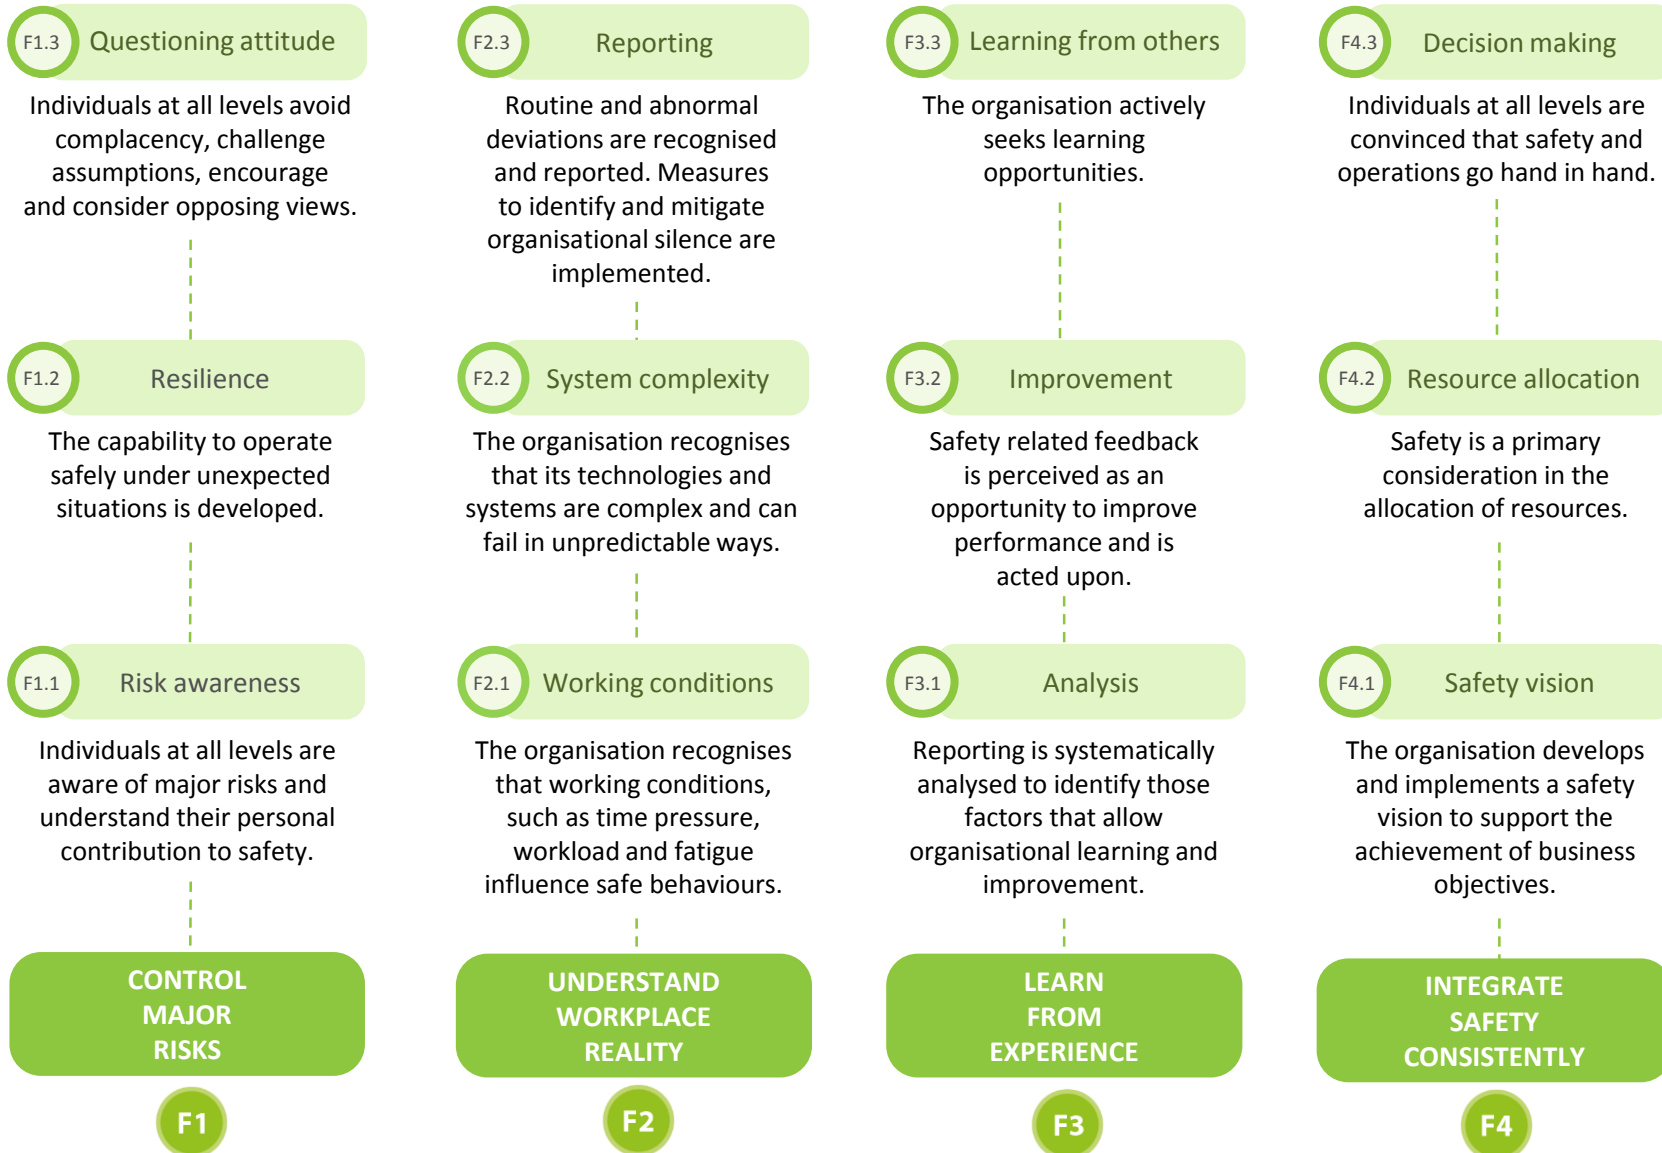 F1.3
Questioning attitude
Individuals at all levels avoid
complacency, challenge
assumptions, encourage
and consider opposing views.
F2.3
Reporting
Routine and abnormal
deviations are recognised
and reported. Measures
to identify and mitigate
organisational silence are
implemented.
F3.3
Learning from others
The organisation actively
seeks learning
opportunities.
F4.3
Decision making
Individuals at all levels are
convinced that safety and
operations go hand in hand.
F1.2
Resilience
The capability to operate
safely under unexpected
situations is developed.
F2.2
System complexity
The organisation recognises
that its technologies and
systems are complex and can
fail in unpredictable ways.
F3.2
Improvement
Safety related feedback
is perceived as an
opportunity to improve
performance and is
acted upon.
F4.2
Resource allocation
Safety is a primary
consideration in the
allocation of resources.
F1.1
Risk awareness
Individuals at all levels are
aware of major risks and
understand their personal
contribution to safety.
F2.1
Working conditions
The organisation recognises
that working conditions,
such as time pressure,
workload and fatigue
influence safe behaviours.
F3.1
Analysis
Reporting is systematically
analysed to identify those
factors that allow
organisational learning and
improvement.
F4.1
Safety vision
The organisation develops
and implements a safety
vision to support the
achievement of business
objectives.
CONTROL
MAJOR
RISKS
UNDERSTAND
WORKPLACE
REALITY
LEARN
FROM
EXPERIENCE
INTEGRATE
SAFETY
CONSISTENTLY
F1
F2
F3
F4